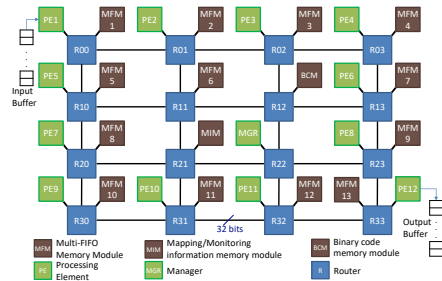 PE1 MFM 1 PE2 MFM 2 PE3 MFM 3 PE4 MFM 4
R00 R01 R02 R03
Input Buffer
PE5 MFM 5 MFM 6 BCM PE6 MFM 7
R10 R11 R12 R13
PE7 MFM 8 MIM MGR PE8 MFM 9
R20 R21 R22 R23
PE9 MFM 10 PE10 MFM 11 PE11 MFM 12 MFM 13 PE12
R30 R31 R32 R33
32 bits
Output Buffer
MFM Multi-FIFO Memory Module
MIM Mapping/Monitoring information memory module
BCM Binary code memory module
PE Processing Element
MGR Manager
R Router